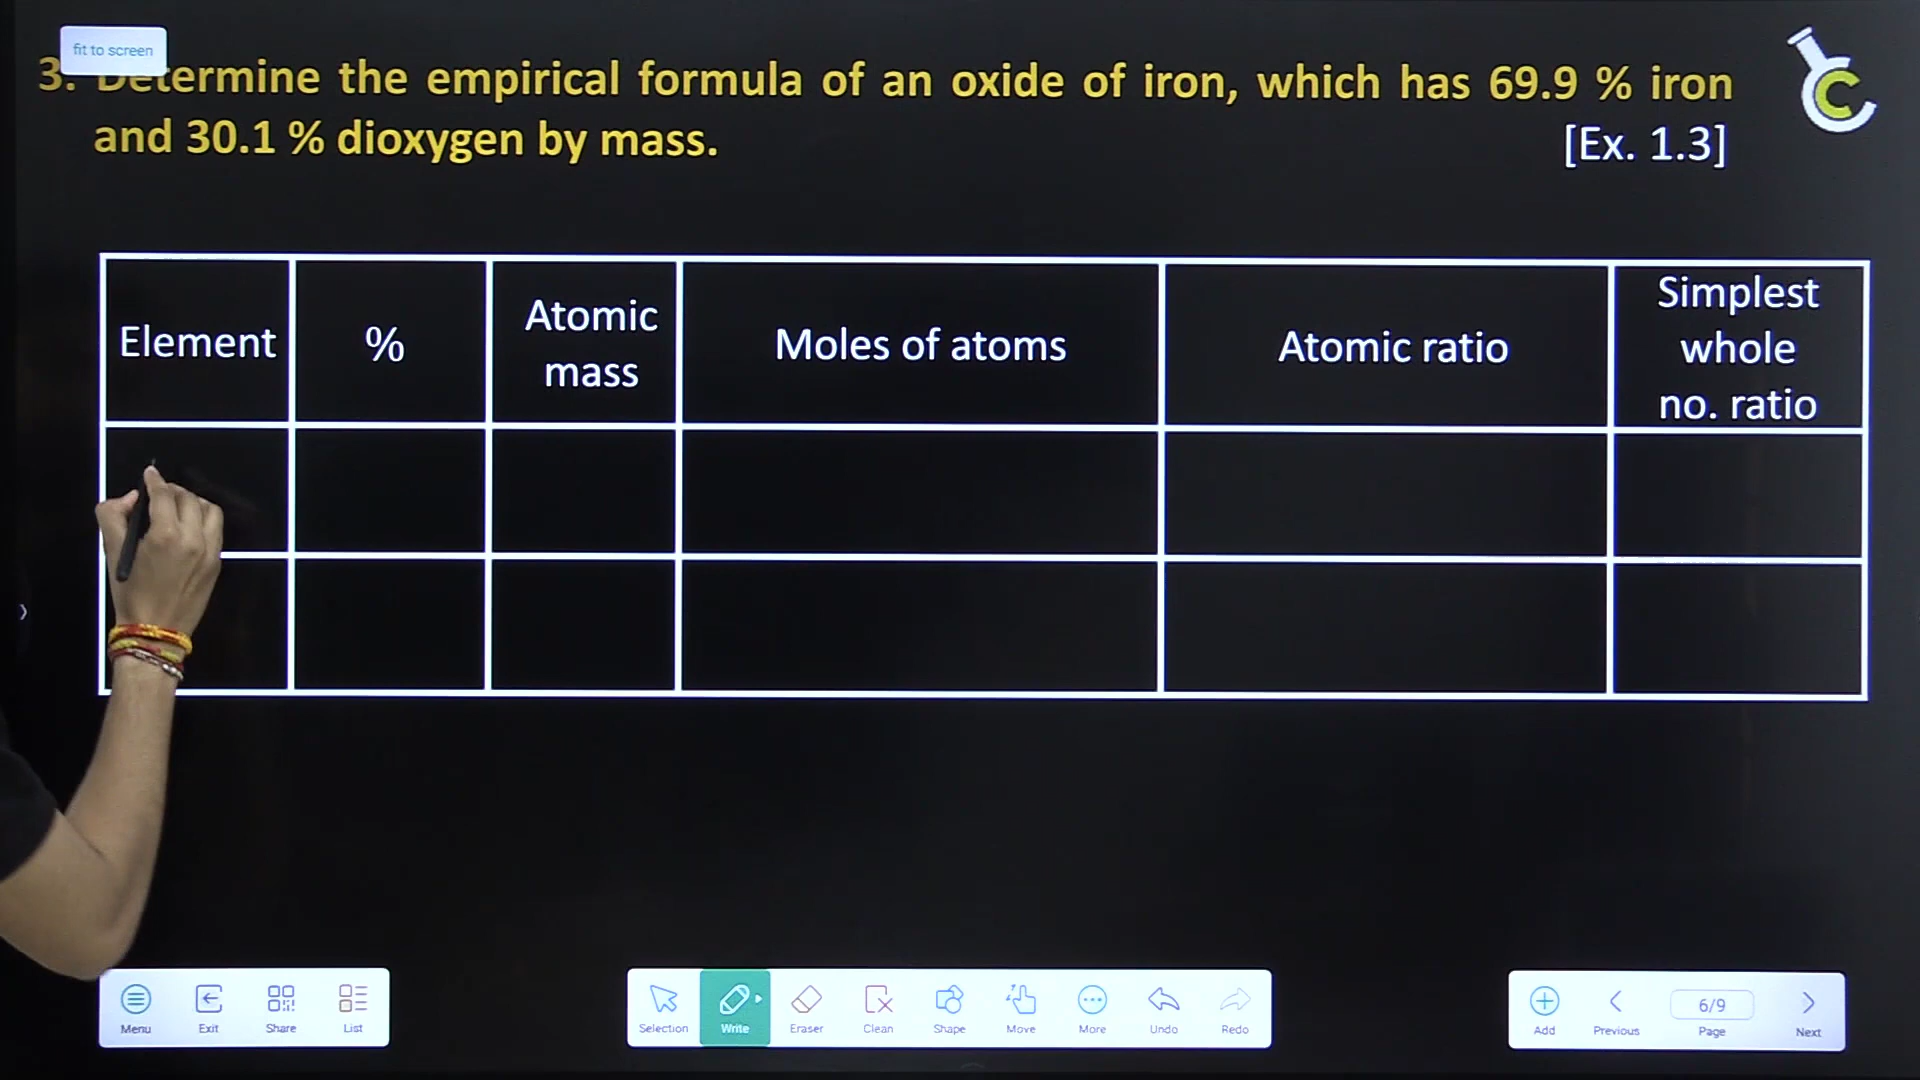 fit to screen
3. Determine the empirical formula of an oxide of iron, which has 69.9 % iron
and 30.1 % dioxygen by mass.
[Ex. 1.3]
Element
%
Atomic
mass
Moles of atoms
Atomic ratio
Simplest
whole
no. ratio
Menu
Exit
Share
List
Selection
Write
Eraser
Clean
Shape
Move
More
Undo
Redo
Add
Previous
6/9
Page
Next